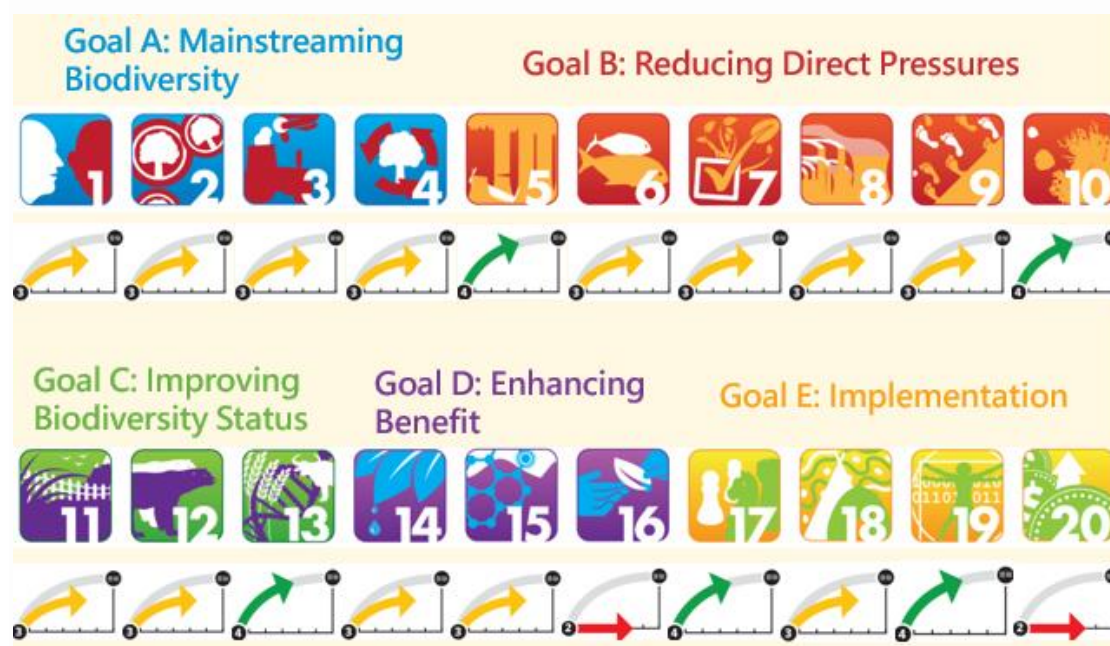 Goal A: Mainstreaming
Biodiversity
Goal B: Reducing Direct Pressures
1 2 3 4 5 6 7 8 9 10
3 3 3 3 4 3 3 3 3 4
Goal C: Improving
Biodiversity Status
Goal D: Enhancing
Benefit
Goal E: Implementation
11 12 13 14 15 16 17 18 19 20
3 3 4 3 3 2 4 3 4 2